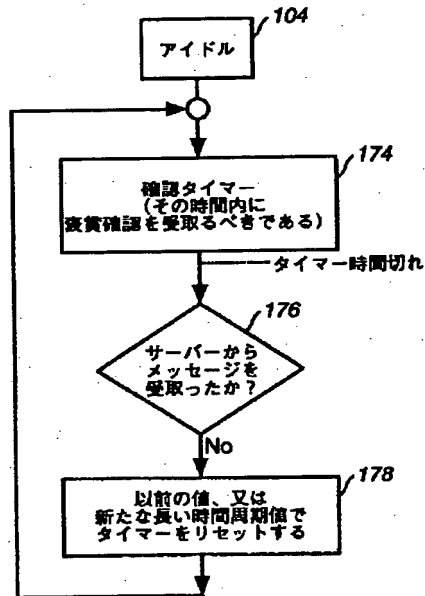 104
アイドル
174
確認タイマー
(その時間内に
褒賞確認を受取るべきである)
タイマー時間切れ
176
サーバーから
メッセージを
受取ったか?
No
178
以前の値、又は
新たな長い時間周期値で
タイマーをリセットする